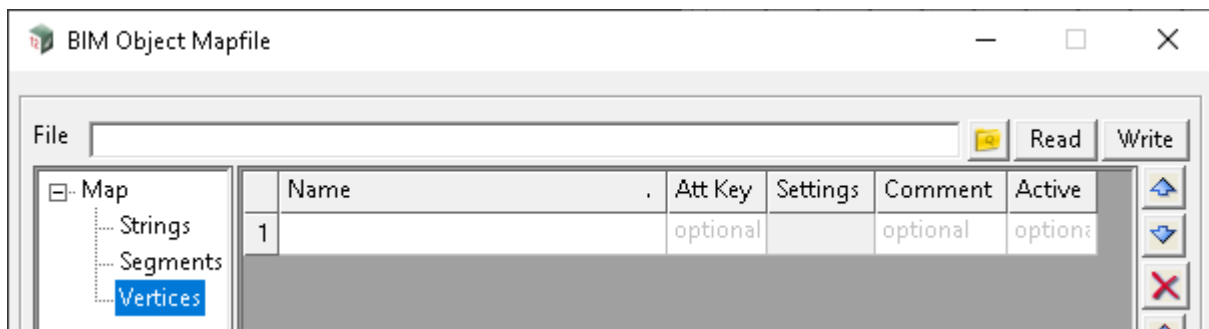 BIM Object Mapfile
File Read Write
Map
Strings
Segments
Vertices
Name Att Key Settings Comment Active
1 optional optional optiona